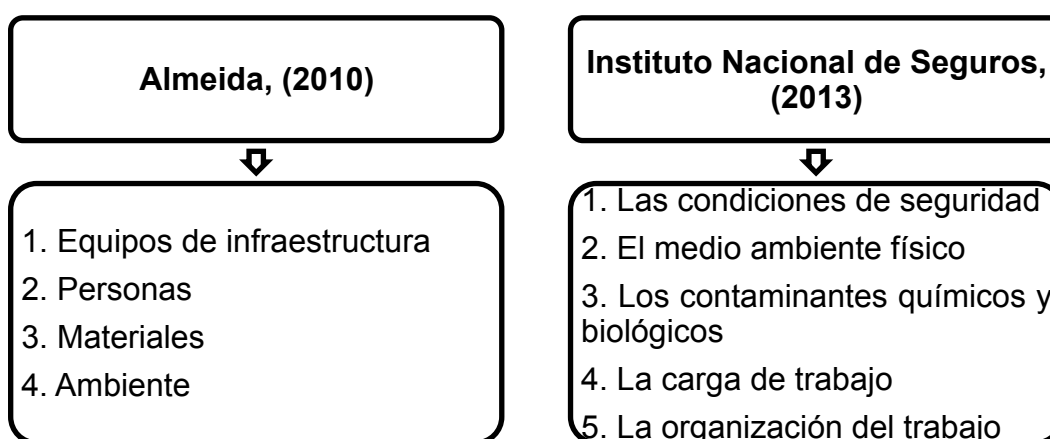 Almeida, (2010)
1. Equipos de infraestructura
2. Personas
3. Materiales
4. Ambiente
Instituto Nacional de Seguros,
(2013)
1. Las condiciones de seguridad
2. El medio ambiente físico
3. Los contaminantes químicos y
biológicos
4. La carga de trabajo
5. La organización del trabajo